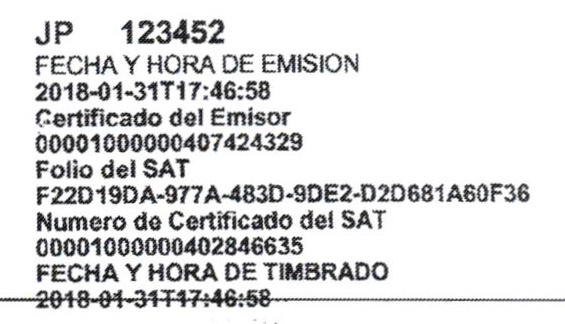 JP 123452
FECHA Y HORA DE EMISION
2018-01-31T17:46:58
Certificado del Emisor
00001000000407424329
Folio del SAT
F22D19DA-977A-483D-9DE2-D2D681A60F36
Numero de Certificado del SAT
00001000000402846635
FECHA Y HORA DE TIMBRADO
2018-01-31T17:46:58